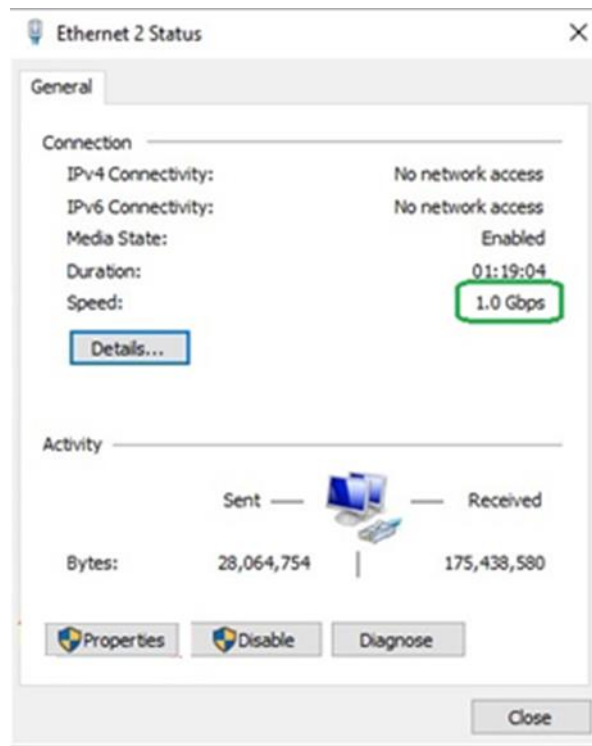 Ethernet 2 Status
General
Connection
IPv4 Connectivity: No network access
IPv6 Connectivity: No network access
Media State: Enabled
Duration: 01:19:04
Speed: 1.0 Gbps
Details...
Activity
Sent Received
Bytes: 28,064,754 175,438,580
Properties Disable Diagnose
Close